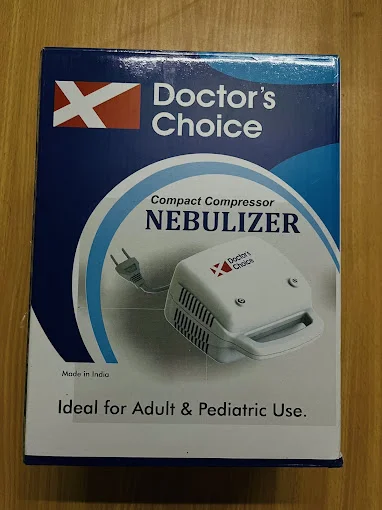 Doctor's
Choice
Compact Compressor
NEBULIZER
Doctor's
Choice
Made in India
Ideal for Adult & Pediatric Use.